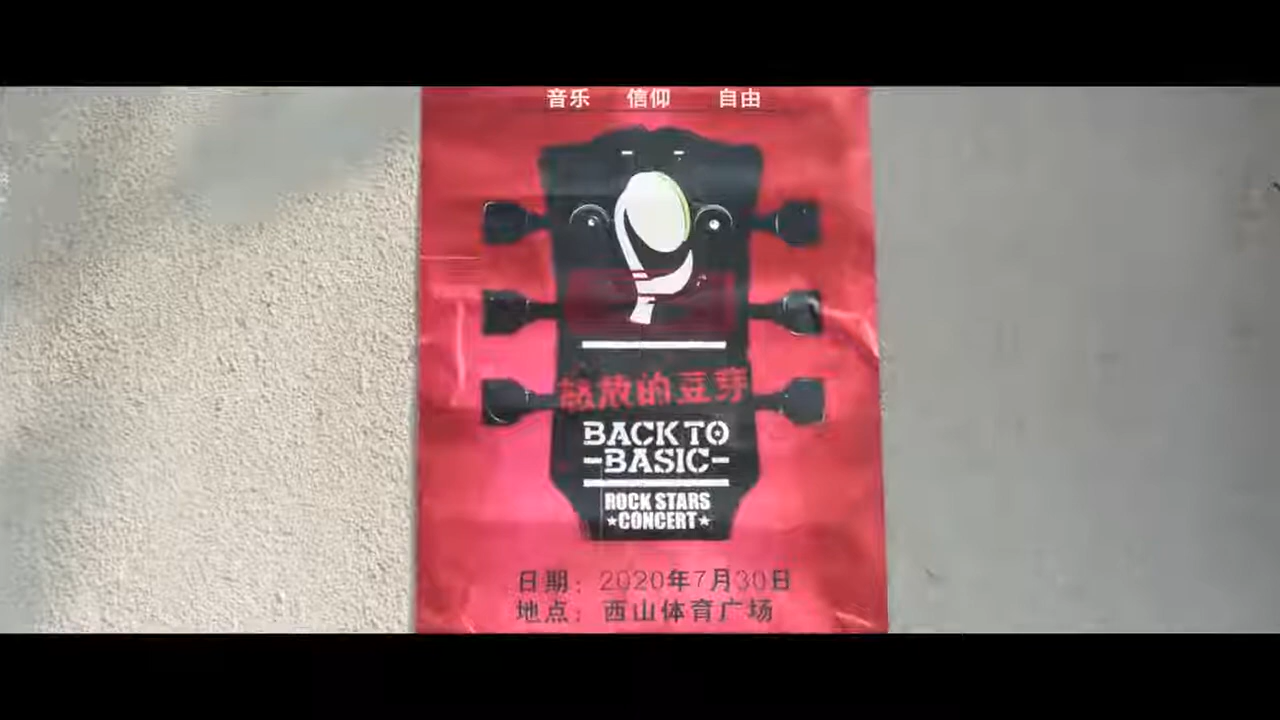 音乐 信仰 自由
的豆芽
BACK TO
-BASIC-
ROCK STARS
★CONCERT★
日期：2020年7月30日
地点：西山体育广场